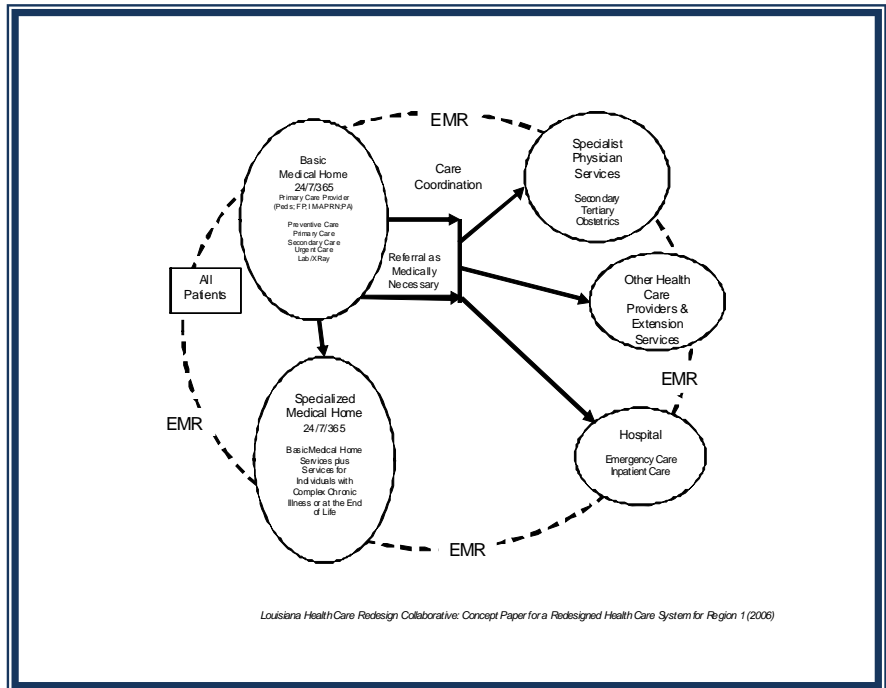 EMR
Basic
Medical Home
24/7/365
Primary Care Provider
(Peds; FP; IM-APRN;PA)
Preventive Care
Primary Care
Secondary Care
Urgent Care
Lab/XRay
Care
Coordination
Specialist
Physician
Services
Secondary
Tertiary
Obstetrics
All
Patients
Referral as
Medically
Necessary
Other Health
Care
Providers &
Extension
Services
EMR
EMR
Specialized
Medical Home
24/7/365
Basic Medical Home
Services plus
Services for
Individuals with
Complex Chronic
Illness or at the End
of Life
Hospital
Emergency Care
Inpatient Care
EMR
Louisiana Health Care Redesign Collaborative: Concept Paper for a Redesigned Health Care System for Region 1 (2006)